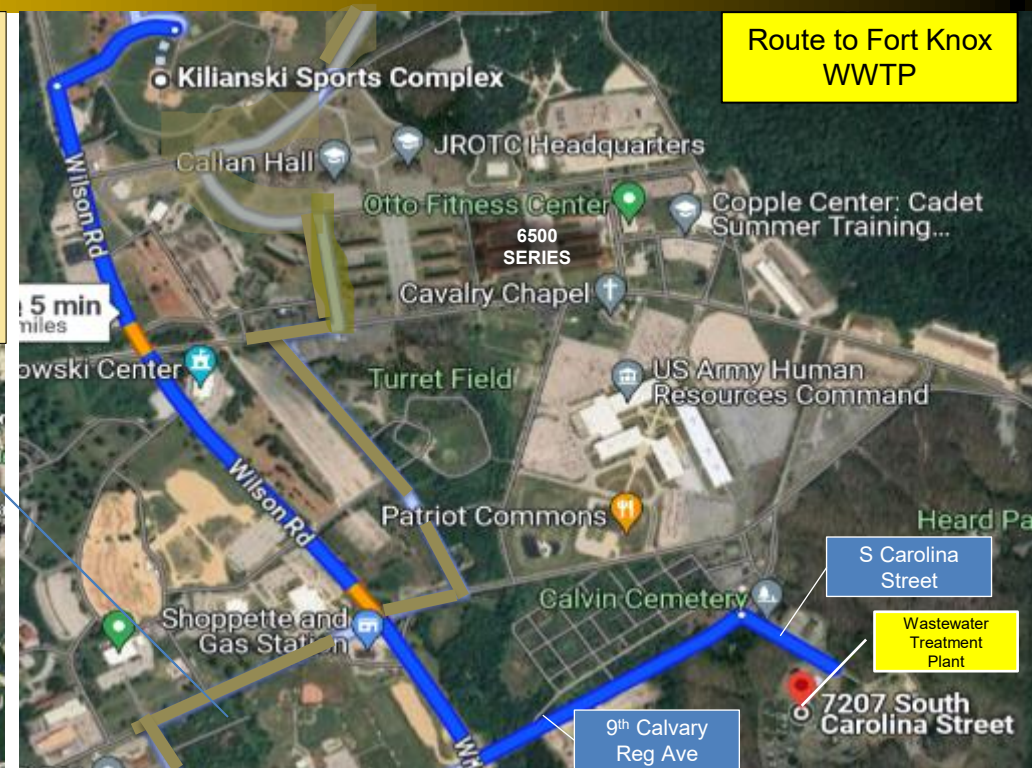 Route to Fort Knox
WWTP
Kilianski Sports Complex
JROTC Headquarters
Callan Hall
Otto Fitness Center
Copple Center: Cadet
Summer Training...
6500
SERIES
Wilson Rd
Cavalry Chapel
5 min
miles
owski Center
Turret Field
US Army Human
Resources Command
Wilson Rd
Patriot Commons
Heard Pa
S Carolina
Street
Calvin Cemetery
Shoppette and
Gas Station
Wastewater
Treatment
Plant
7207 South
Carolina Street
9th Calvary
Reg Ave